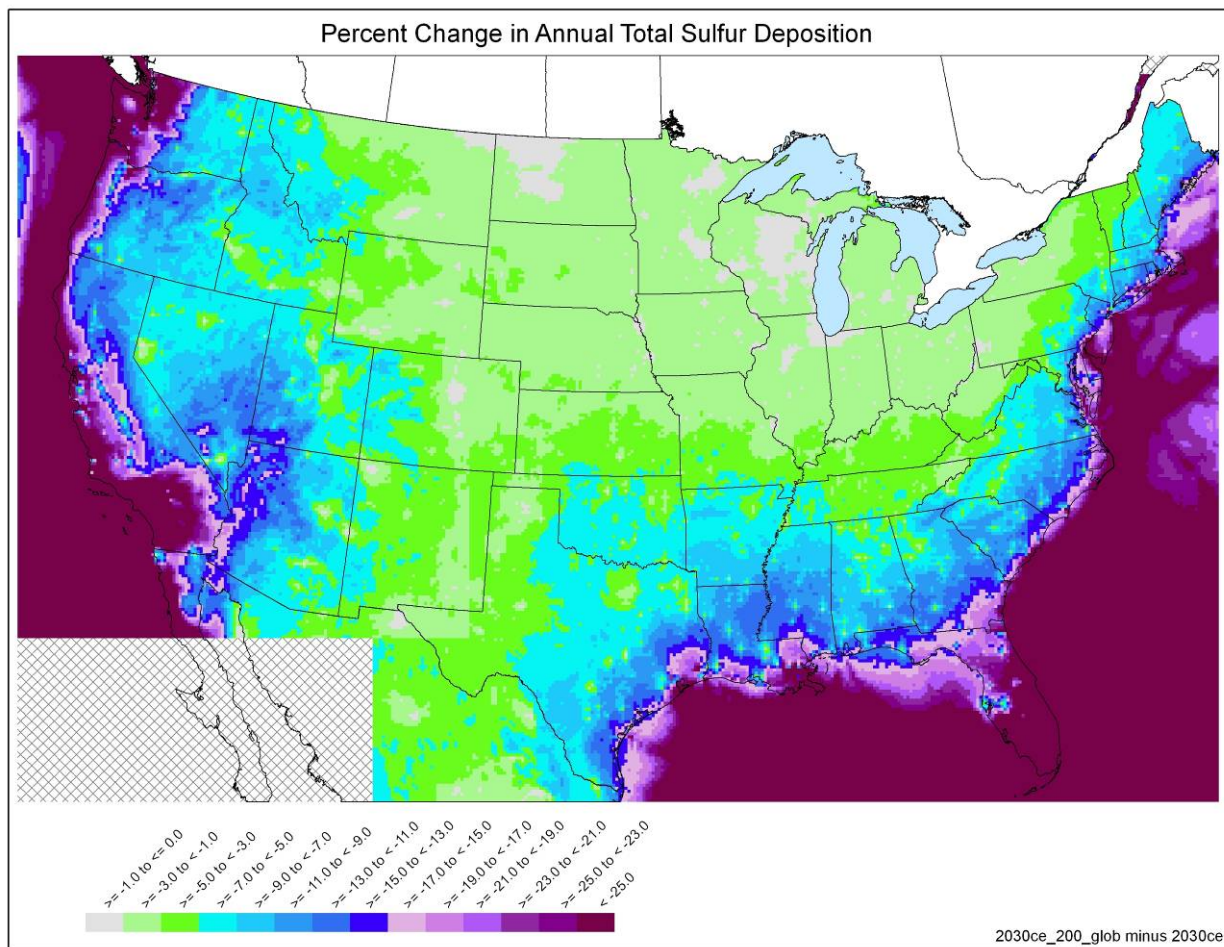 Percent Change in Annual Total Sulfur Deposition
>= -1.0 to <= 0.0
>= -3.0 to < -1.0
>= -5.0 to < -3.0
>= -7.0 to < -5.0
>= -9.0 to < -7.0
>= -11.0 to < -9.0
>= -13.0 to < -11.0
>= -15.0 to < -13.0
>= -17.0 to < -15.0
>= -19.0 to < -17.0
>= -21.0 to < -19.0
>= -23.0 to < -21.0
>= -25.0 to < -23.0
< -25.0
2030ce_200_glob minus 2030ce